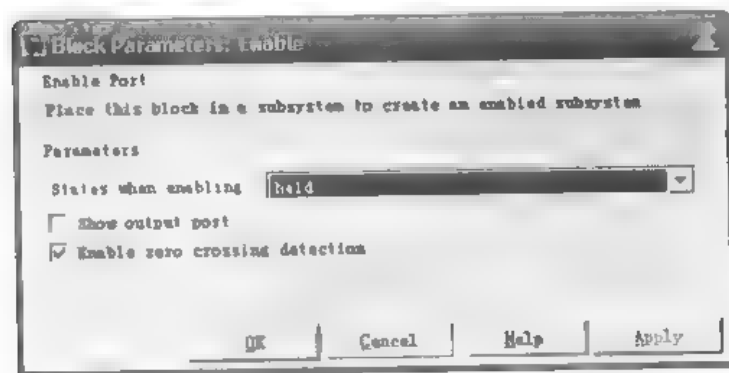 Block Parameters: Enable
Enable Port
Place this block in a subsystem to create an enabled subsystem
Parameters
States when enabling held
Show output port
Enable zero crossing detection
OK Cancel Help Apply